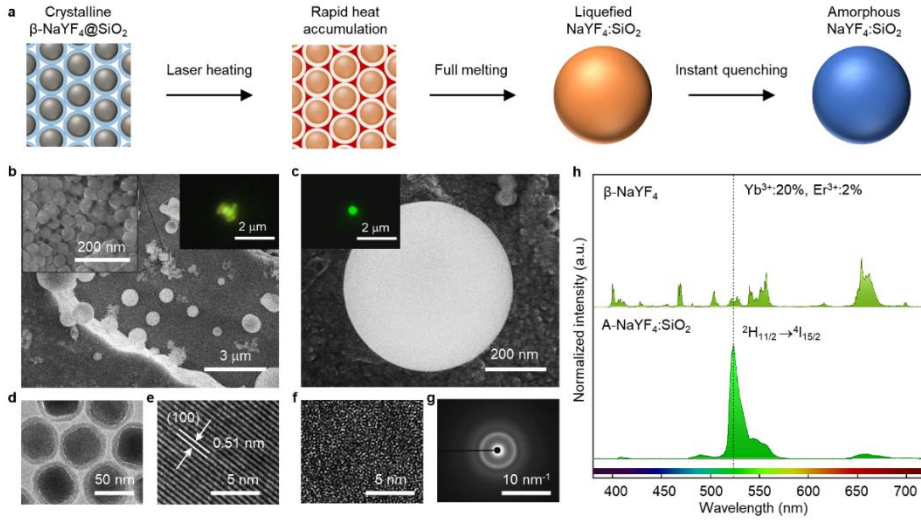 a
Crystalline
β-NaYF₄@SiO₂
Laser heating
Rapid heat
accumulation
Full melting
Liquefied
NaYF₄:SiO₂
Instant quenching
Amorphous
NaYF₄:SiO₂
b
200 nm
2 μm
3 μm
c
2 μm
200 nm
d
50 nm
e
(100)
0.51 nm
5 nm
f
5 nm
g
10 nm⁻¹
h
β-NaYF₄
Yb³⁺:20%, Er³⁺:2%
A-NaYF₄:SiO₂
²H₁₁/₂→⁴I₁₅/₂
Normalized intensity (a.u.)
400 450 500 550 600 650 700
Wavelength (nm)